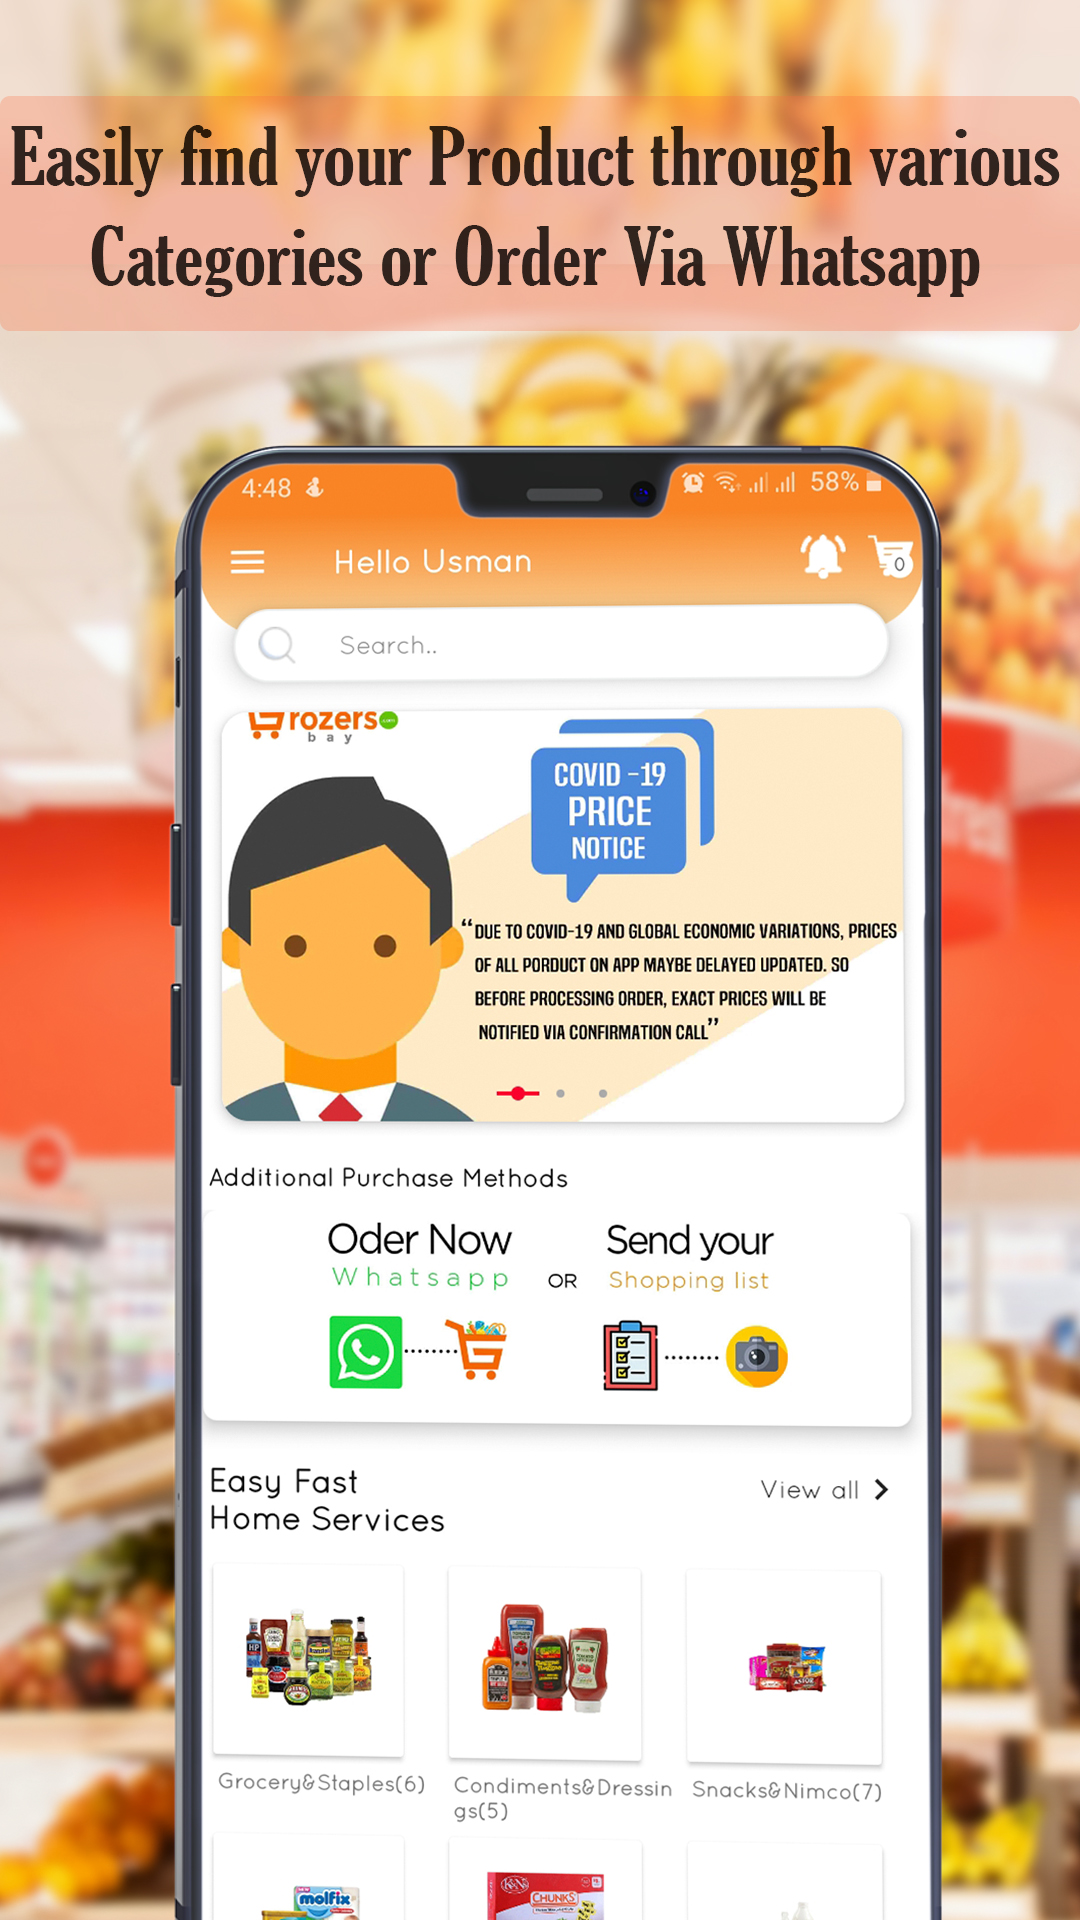 Easily find your Product through various
Categories or Order Via Whatsapp
4:48
58%
Hello Usman
0
Search..
rozers
.com
bay
COVID -19
PRICE
NOTICE
“DUE TO COVID-19 AND GLOBAL ECONOMIC VARIATIONS, PRICES
OF ALL PORDUCT ON APP MAYBE DELAYED UPDATED. SO
BEFORE PROCESSING ORDER, EXACT PRICES WILL BE
NOTIFIED VIA CONFIRMATION CALL”
Additional Purchase Methods
Oder Now
Whatsapp
OR
Send your
Shopping list
Easy Fast
Home Services
View all
HP
Grocery&Staples(6)
Condiments&Dressin
gs(5)
Snacks&Nimco(7)
molfix
K&N's
CHUNKS